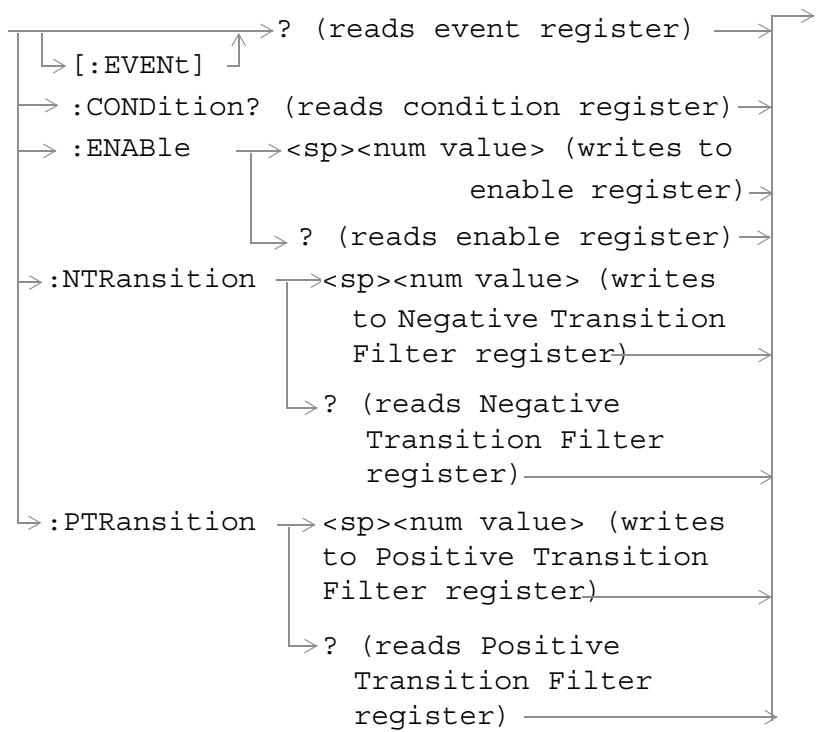 ? (reads event register)
[:EVENt]
:CONDition? (reads condition register)
:ENABle <sp><num value> (writes to
enable register)
? (reads enable register)
:NTRansition <sp><num value> (writes
to Negative Transition
Filter register)
? (reads Negative
Transition Filter
register)
:PTRansition <sp><num value> (writes
to Positive Transition
Filter register)
? (reads Positive
Transition Filter
register)